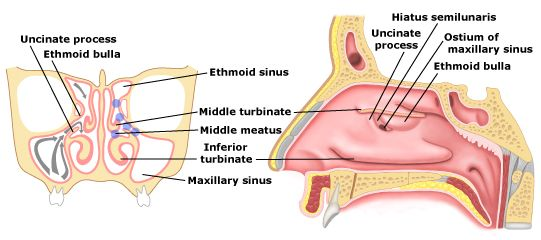 Uncinate process
Ethmoid bulla
Ethmoid sinus
Middle turbinate
Middle meatus
Inferior
turbinate
Maxillary sinus
Hiatus semilunaris
Uncinate
process
Ostium of
maxillary sinus
Ethmoid bulla